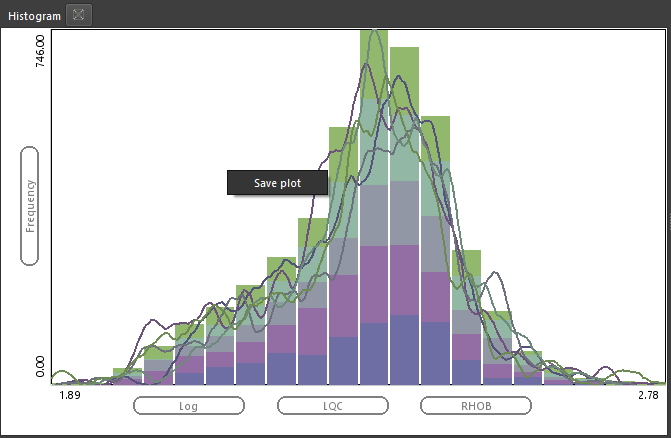 Histogram
746.00
Save plot
Frequency
0.00
1.89
2.78
Log
LQC
RHOB